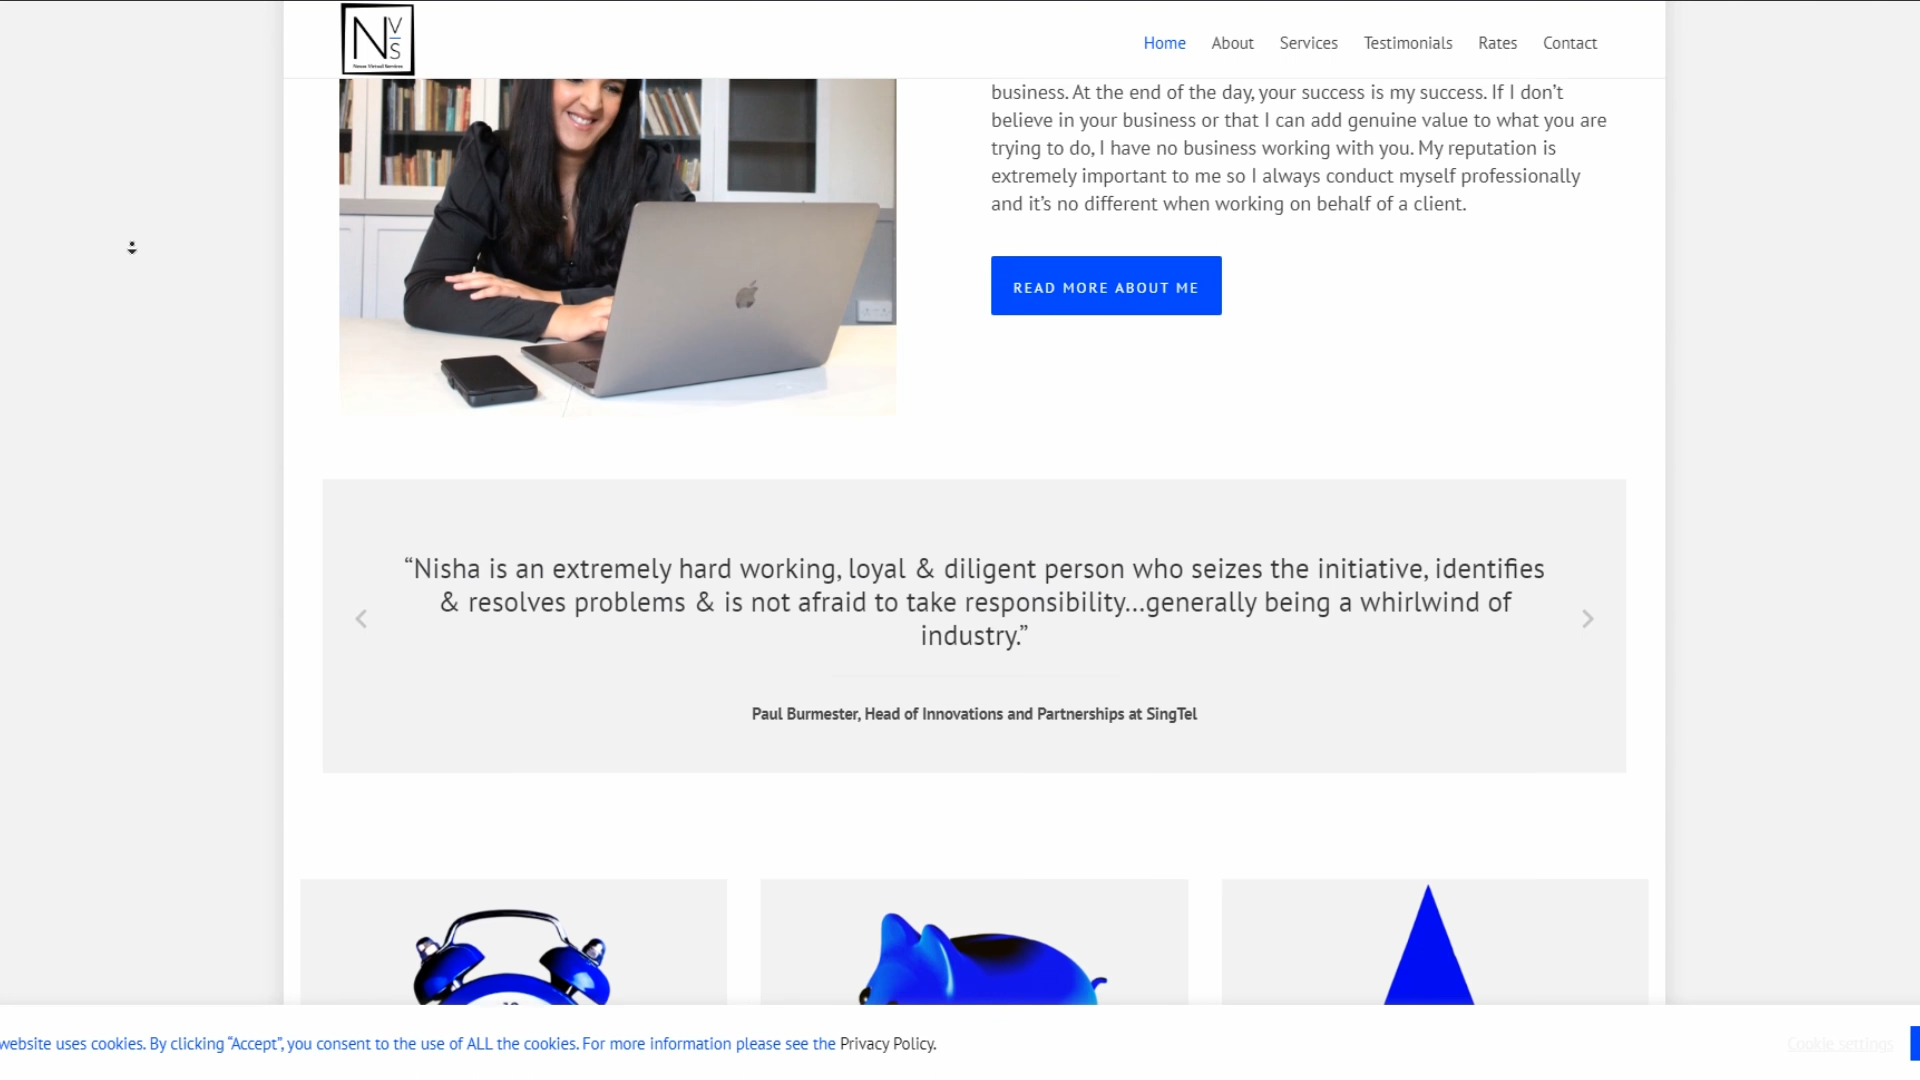 N V S
Home About Services Testimonials Rates Contact
business. At the end of the day, your success is my success. If I don’t
believe in your business or that I can add genuine value to what you are
trying to do, I have no business working with you. My reputation is
extremely important to me so I always conduct myself professionally
and it’s no different when working on behalf of a client.
READ MORE ABOUT ME
“Nisha is an extremely hard working, loyal & diligent person who seizes the initiative, identifies
& resolves problems & is not afraid to take responsibility...generally being a whirlwind of
industry.”
Paul Burmester, Head of Innovations and Partnerships at SingTel
website uses cookies. By clicking “Accept”, you consent to the use of ALL the cookies. For more information please see the Privacy Policy.
Cookie settings